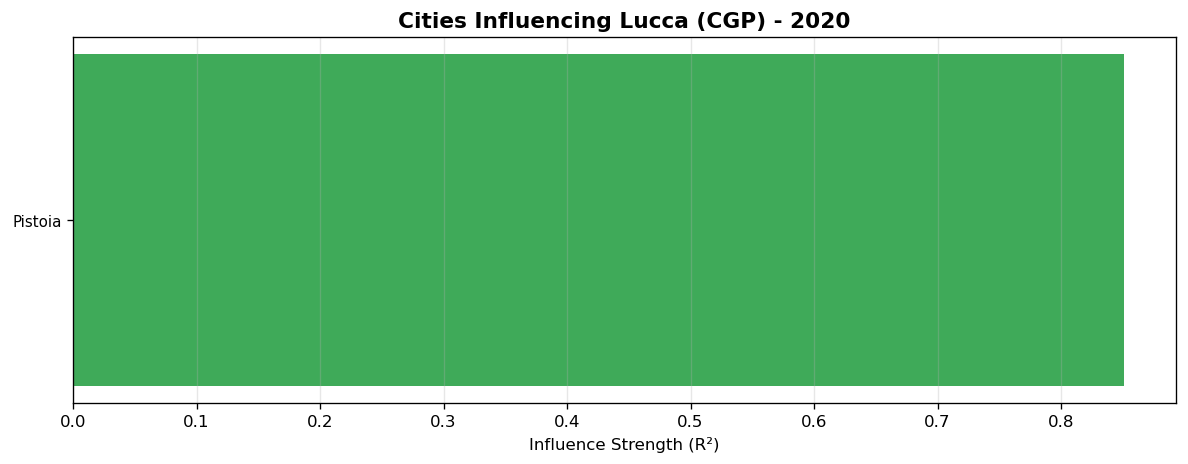 Cities Influencing Lucca (CGP) - 2020
Pistoia
0.0 0.1 0.2 0.3 0.4 0.5 0.6 0.7 0.8
Influence Strength (R²)